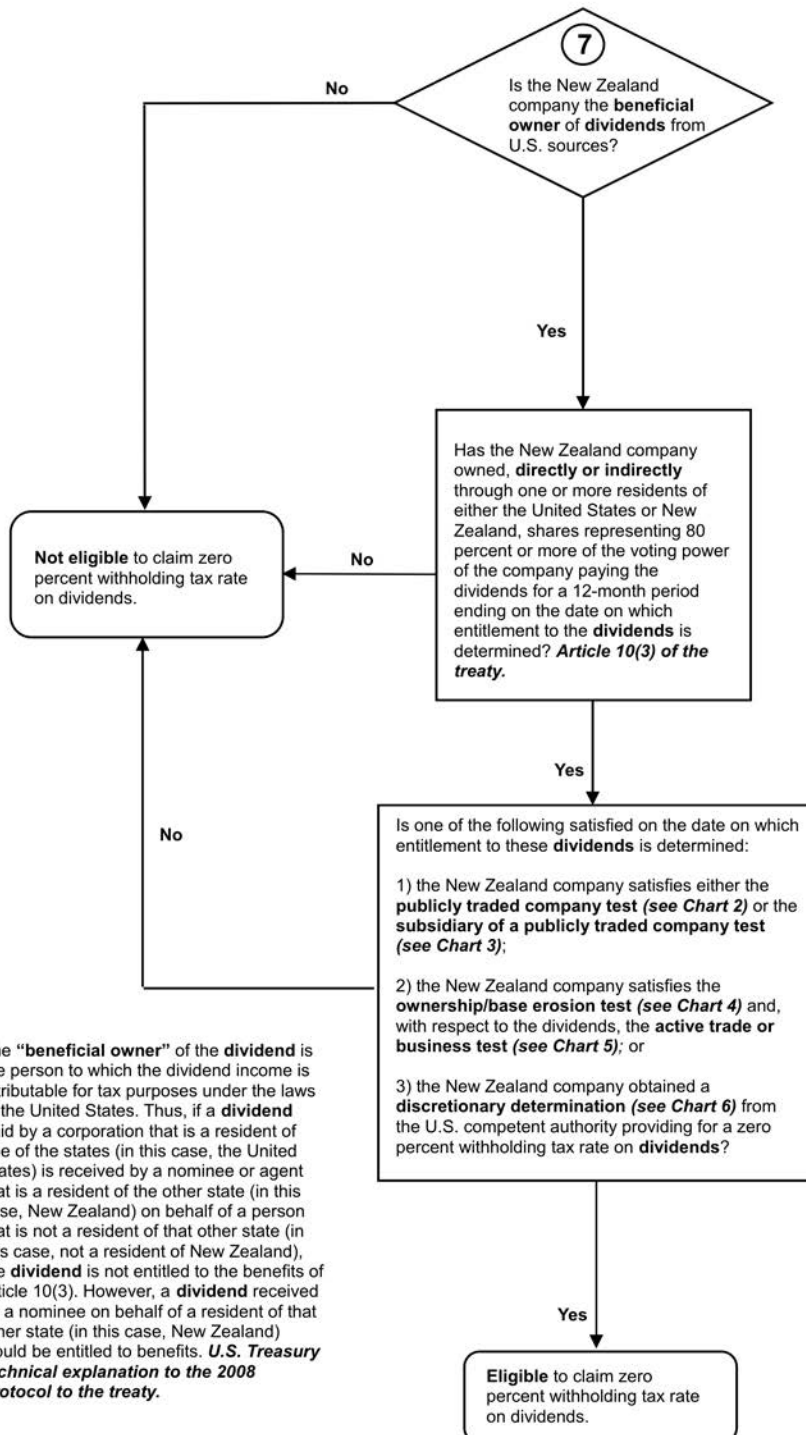 7
Is the New Zealand
company the beneficial
owner of dividends from
U.S. sources?
No
Yes
Has the New Zealand company
owned, directly or indirectly
through one or more residents of
either the United States or New
Zealand, shares representing 80
percent or more of the voting power
of the company paying the
dividends for a 12-month period
ending on the date on which
entitlement to the dividends is
determined? Article 10(3) of the
treaty.
No
Not eligible to claim zero
percent withholding tax rate
on dividends.
Yes
No
Is one of the following satisfied on the date on which
entitlement to these dividends is determined:
1) the New Zealand company satisfies either the
publicly traded company test (see Chart 2) or the
subsidiary of a publicly traded company test
(see Chart 3);
2) the New Zealand company satisfies the
ownership/base erosion test (see Chart 4) and,
with respect to the dividends, the active trade or
business test (see Chart 5); or
3) the New Zealand company obtained a
discretionary determination (see Chart 6) from
the U.S. competent authority providing for a zero
percent withholding tax rate on dividends?
“beneficial owner” of the dividend is
person to which the dividend income is
for tax purposes under the laws
the United States. Thus, if a dividend
by a corporation that is a resident of
of the states (in this case, the United
is received by a nominee or agent
is a resident of the other state (in this
New Zealand) on behalf of a person
is not a resident of that other state (in
case, not a resident of New Zealand),
dividend is not entitled to the benefits of
10(3). However, a dividend received
a nominee on behalf of a resident of that
state (in this case, New Zealand)
be entitled to benefits. U.S. Treasury
explanation to the 2008
to the treaty.
Yes
Eligible to claim zero
percent withholding tax rate
on dividends.